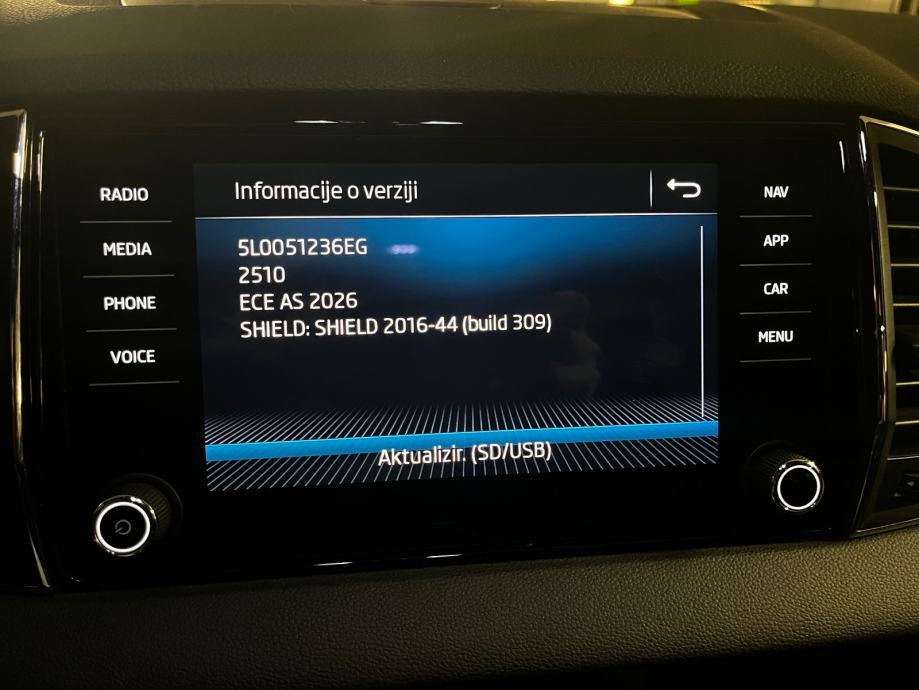 Informacije o verziji
RADIO
MEDIA
PHONE
VOICE
5L0051236EG
2510
ECE AS 2026
SHIELD: SHIELD 2016-44 (build 309)
Aktualizir. (SD/USB)
NAV
APP
CAR
MENU